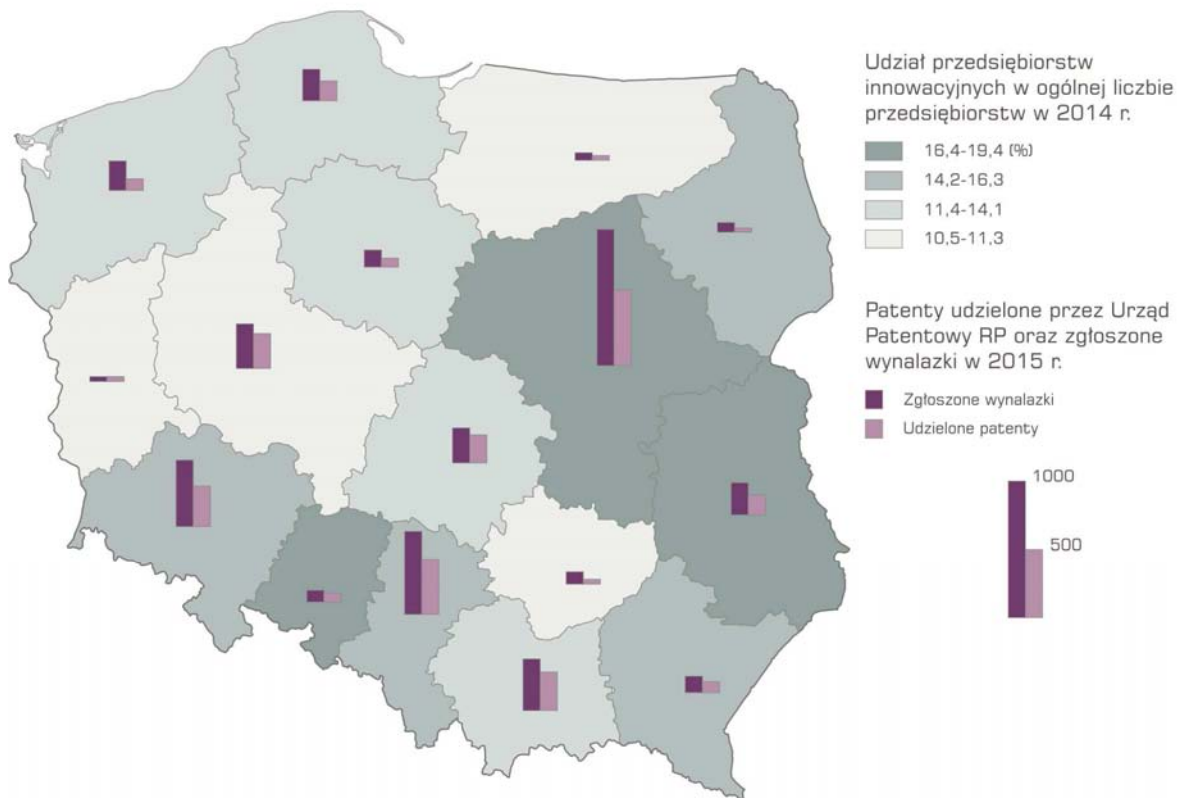 Udział przedsiębiorstw
innowacyjnych w ogólnej liczbie
przedsiębiorstw w 2014 r.
16,4-19,4 (%)
14,2-16,3
11,4-14,1
10,5-11,3
Patenty udzielone przez Urząd
Patentowy RP oraz zgłoszone
wynalazki w 2015 r.
Zgłoszone wynalazki
Udzielone patenty
1000
500